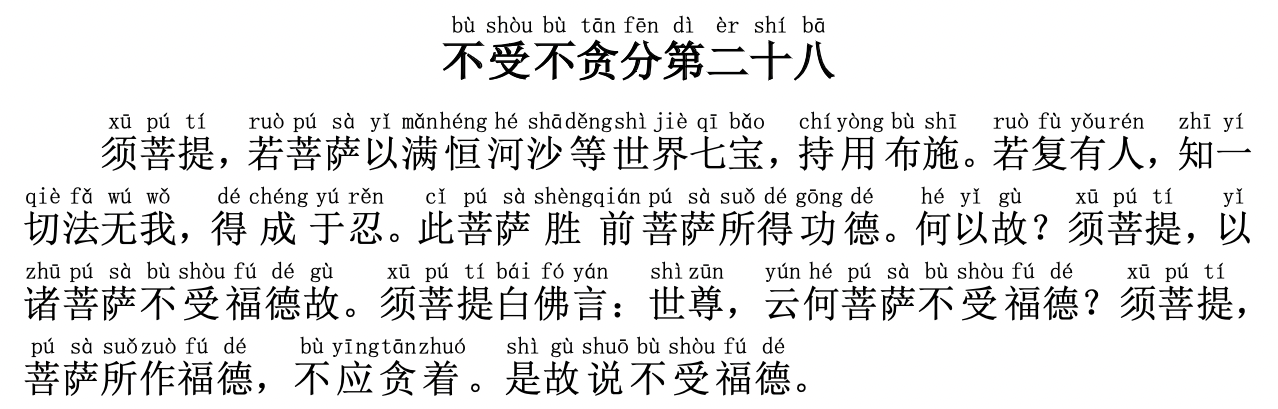 bù shòu bù tān fēn dì èr shí bā
不受不贪分第二十八
xū pú tí ruò pú sà yǐ mǎn héng hé shā děng shì jiè qī bǎo chí yòng bù shī ruò fù yǒu rén zhī yí
须菩提，若菩萨以满恒河沙等世界七宝，持用布施。若复有人，知一
qiè fǎ wú wǒ dé chéng yú rěn cǐ pú sà shèng qián pú sà suǒ dé gōng dé hé yǐ gù xū pú tí yǐ
切法无我，得成于忍。此菩萨胜前菩萨所得功德。何以故？须菩提，以
zhū pú sà bù shòu fú dé gù xū pú tí bái fó yán shì zūn yún hé pú sà bù shòu fú dé xū pú tí
诸菩萨不受福德故。须菩提白佛言：世尊，云何菩萨不受福德？须菩提，
pú sà suǒ zuò fú dé bù yīng tān zhuó shì gù shuō bù shòu fú dé
菩萨所作福德，不应贪着。是故说不受福德。